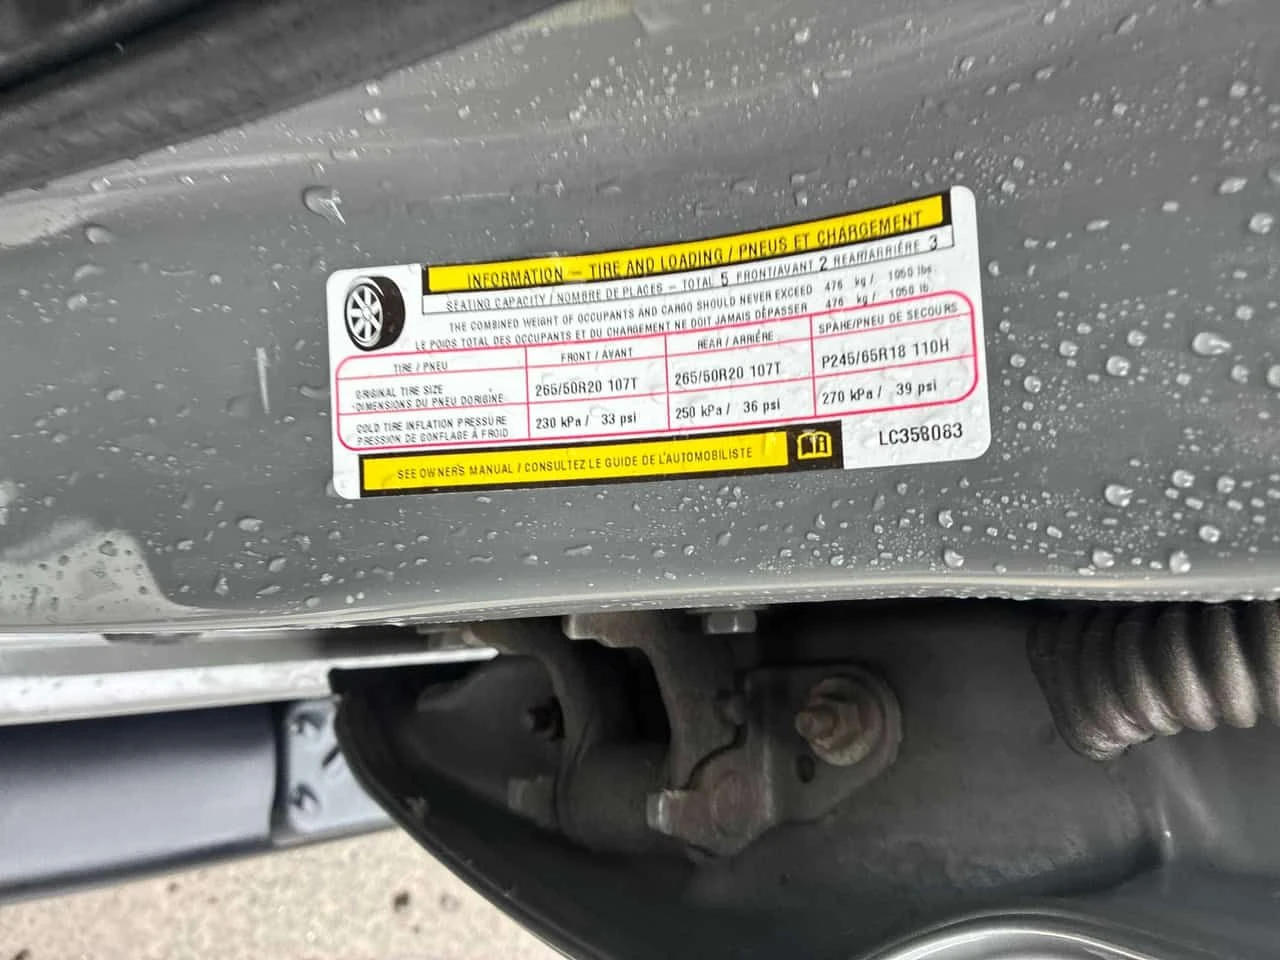 INFORMATION – TIRE AND LOADING / PNEUS ET CHARGEMENT
SEATING CAPACITY / NOMBRE DE PLACES – TOTAL 5 FRONT/AVANT 2 REAR/ARRIÈRE 3
THE COMBINED WEIGHT OF OCCUPANTS AND CARGO SHOULD NEVER EXCEED 476 kg / 1050 lbs.
LE POIDS TOTAL DES OCCUPANTS ET DU CHARGEMENT NE DOIT JAMAIS DÉPASSER 476 kg / 1050 lb.
TIRE / PNEU FRONT / AVANT REAR / ARRIÈRE SPARE/PNEU DE SECOURS
ORIGINAL TIRE SIZE 265/50R20 107T 265/50R20 107T P245/65R18 110H
DIMENSIONS DU PNEU D'ORIGINE
COLD TIRE INFLATION PRESSURE 230 kPa / 33 psi 250 kPa / 36 psi 270 kPa / 39 psi
PRESSION DE GONFLAGE À FROID
SEE OWNER'S MANUAL / CONSULTEZ LE GUIDE DE L'AUTOMOBILISTE
LC358083